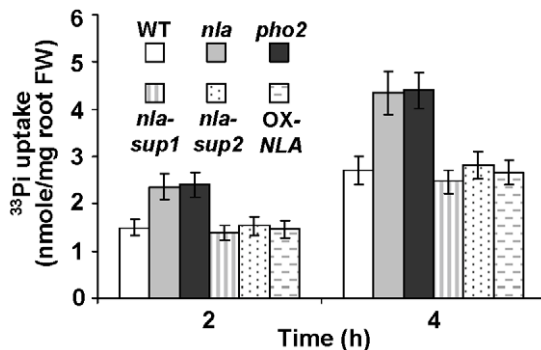 6
5
4
3
2
1
0
³³Pi uptake
(nmole/mg root FW)
WT nla pho2
nla- nla- OX-
sup1 sup2 NLA
2 4
Time (h)